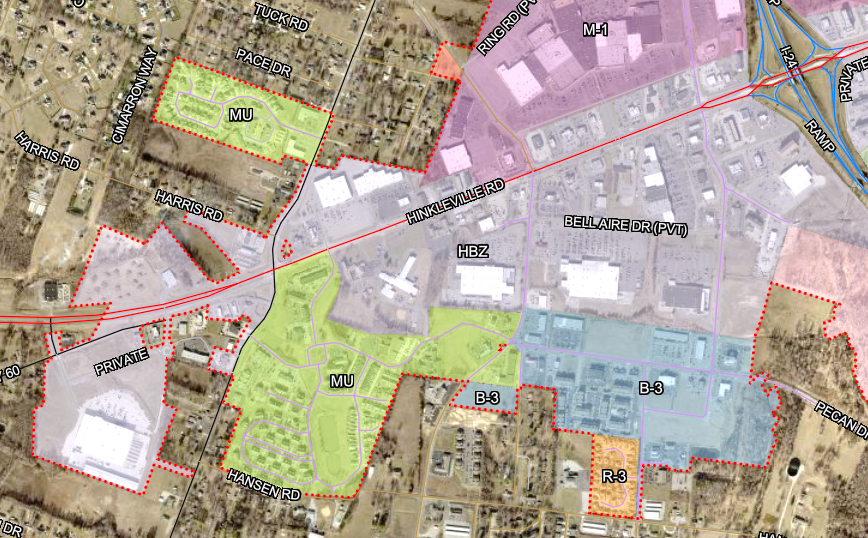 TUCK RD
RING RD (PV
M-1
PACE DR
CIMARRON WAY
I-24
PRIVATE
MU
RAMP
HARRIS RD
HARRIS RD
HINKLEVILLE RD
BELL AIRE DR (PVT)
HBZ
PRIVATE
Y 60
MU
B-3
B-3
PECAN D
R-3
HANSEN RD
DR